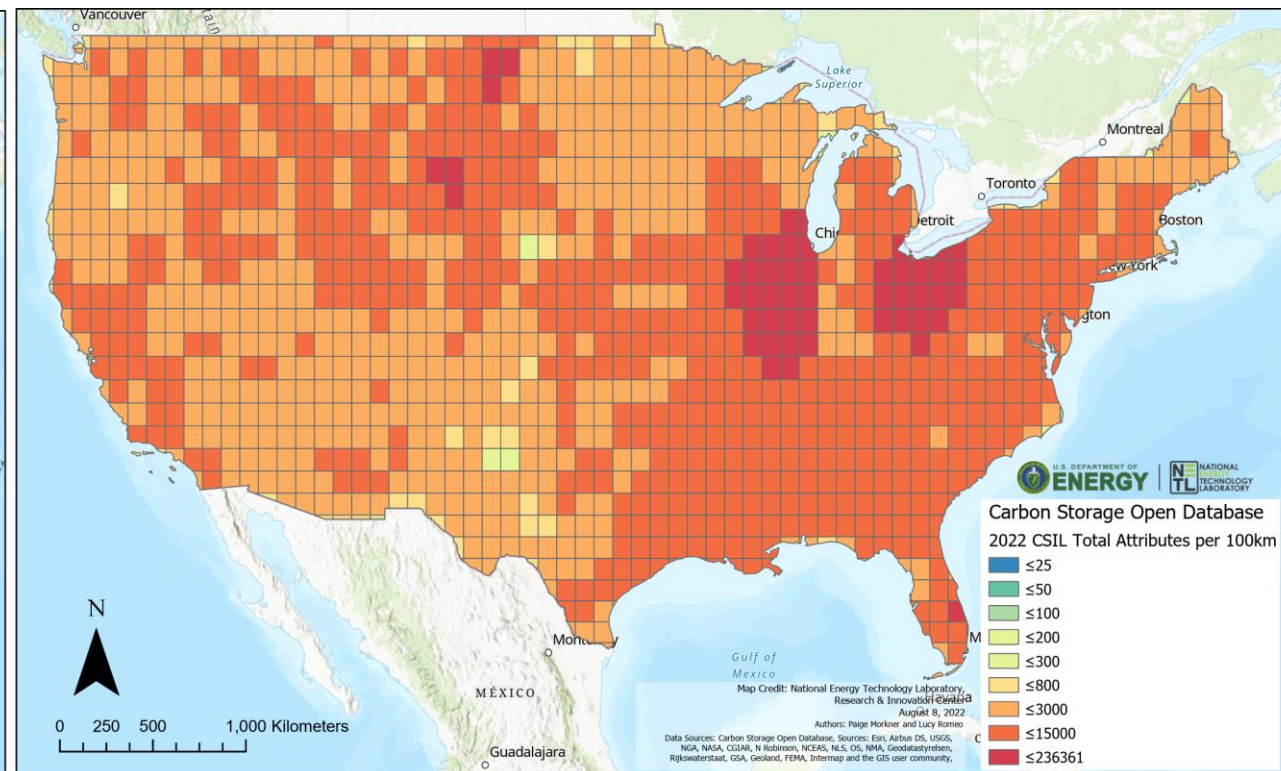 Vancouver
Lake
Superior
Montreal
Toronto
Chi
etroit
Boston
ew York
gton
U.S. DEPARTMENT OF
ENERGY
NETL
NATIONAL
ENERGY
TECHNOLOGY
LABORATORY
Carbon Storage Open Database
2022 CSIL Total Attributes per 100km
≤25
≤50
≤100
≤200
≤300
≤800
≤3000
≤15000
≤236361
N
0 250 500 1,000 Kilometers
MÉXICO
Guadalajara
Gulf of
Mexico
M
Map Credit: National Energy Technology Laboratory,
Research & Innovation Center
August 8, 2022
Authors: Paige Morkner and Lucy Romeo
Data Sources: Carbon Storage Open Database, Sources: Esri, Airbus DS, USGS,
NGA, NASA, CGIAR, N Robinson, NCEAS, NLS, OS, NMA, Geodatastyrelsen,
Rijkswaterstaat, GSA, Geoland, FEMA, Intermap and the GIS user community,